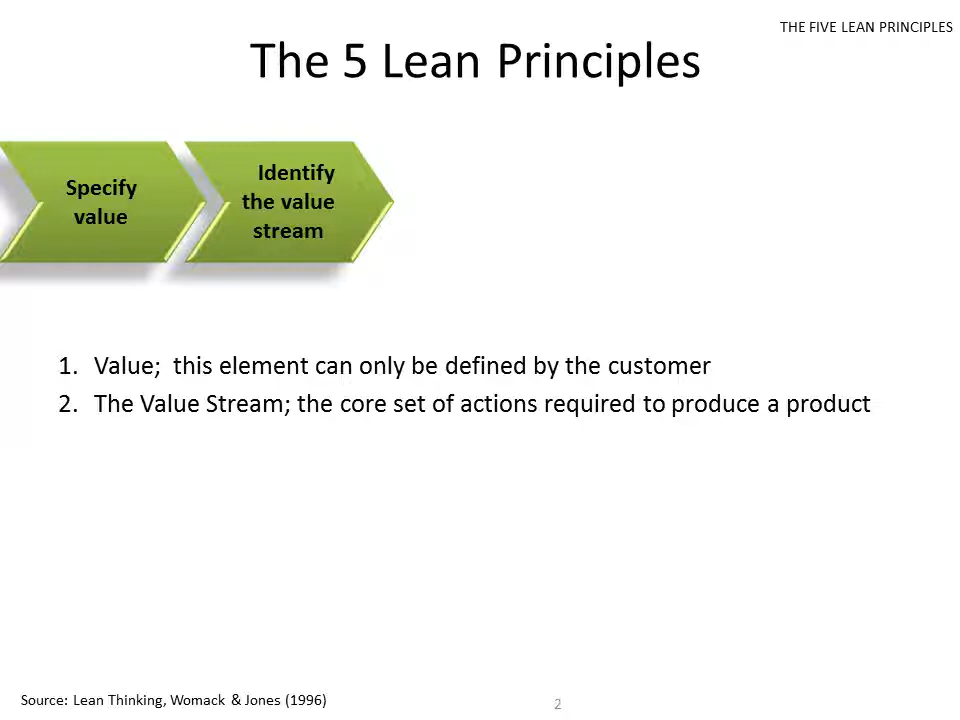 THE FIVE LEAN PRINCIPLES
The 5 Lean Principles
Specify
value
Identify
the value
stream
1. Value;  this element can only be defined by the customer
2. The Value Stream; the core set of actions required to produce a product
Source: Lean Thinking, Womack & Jones (1996)
2